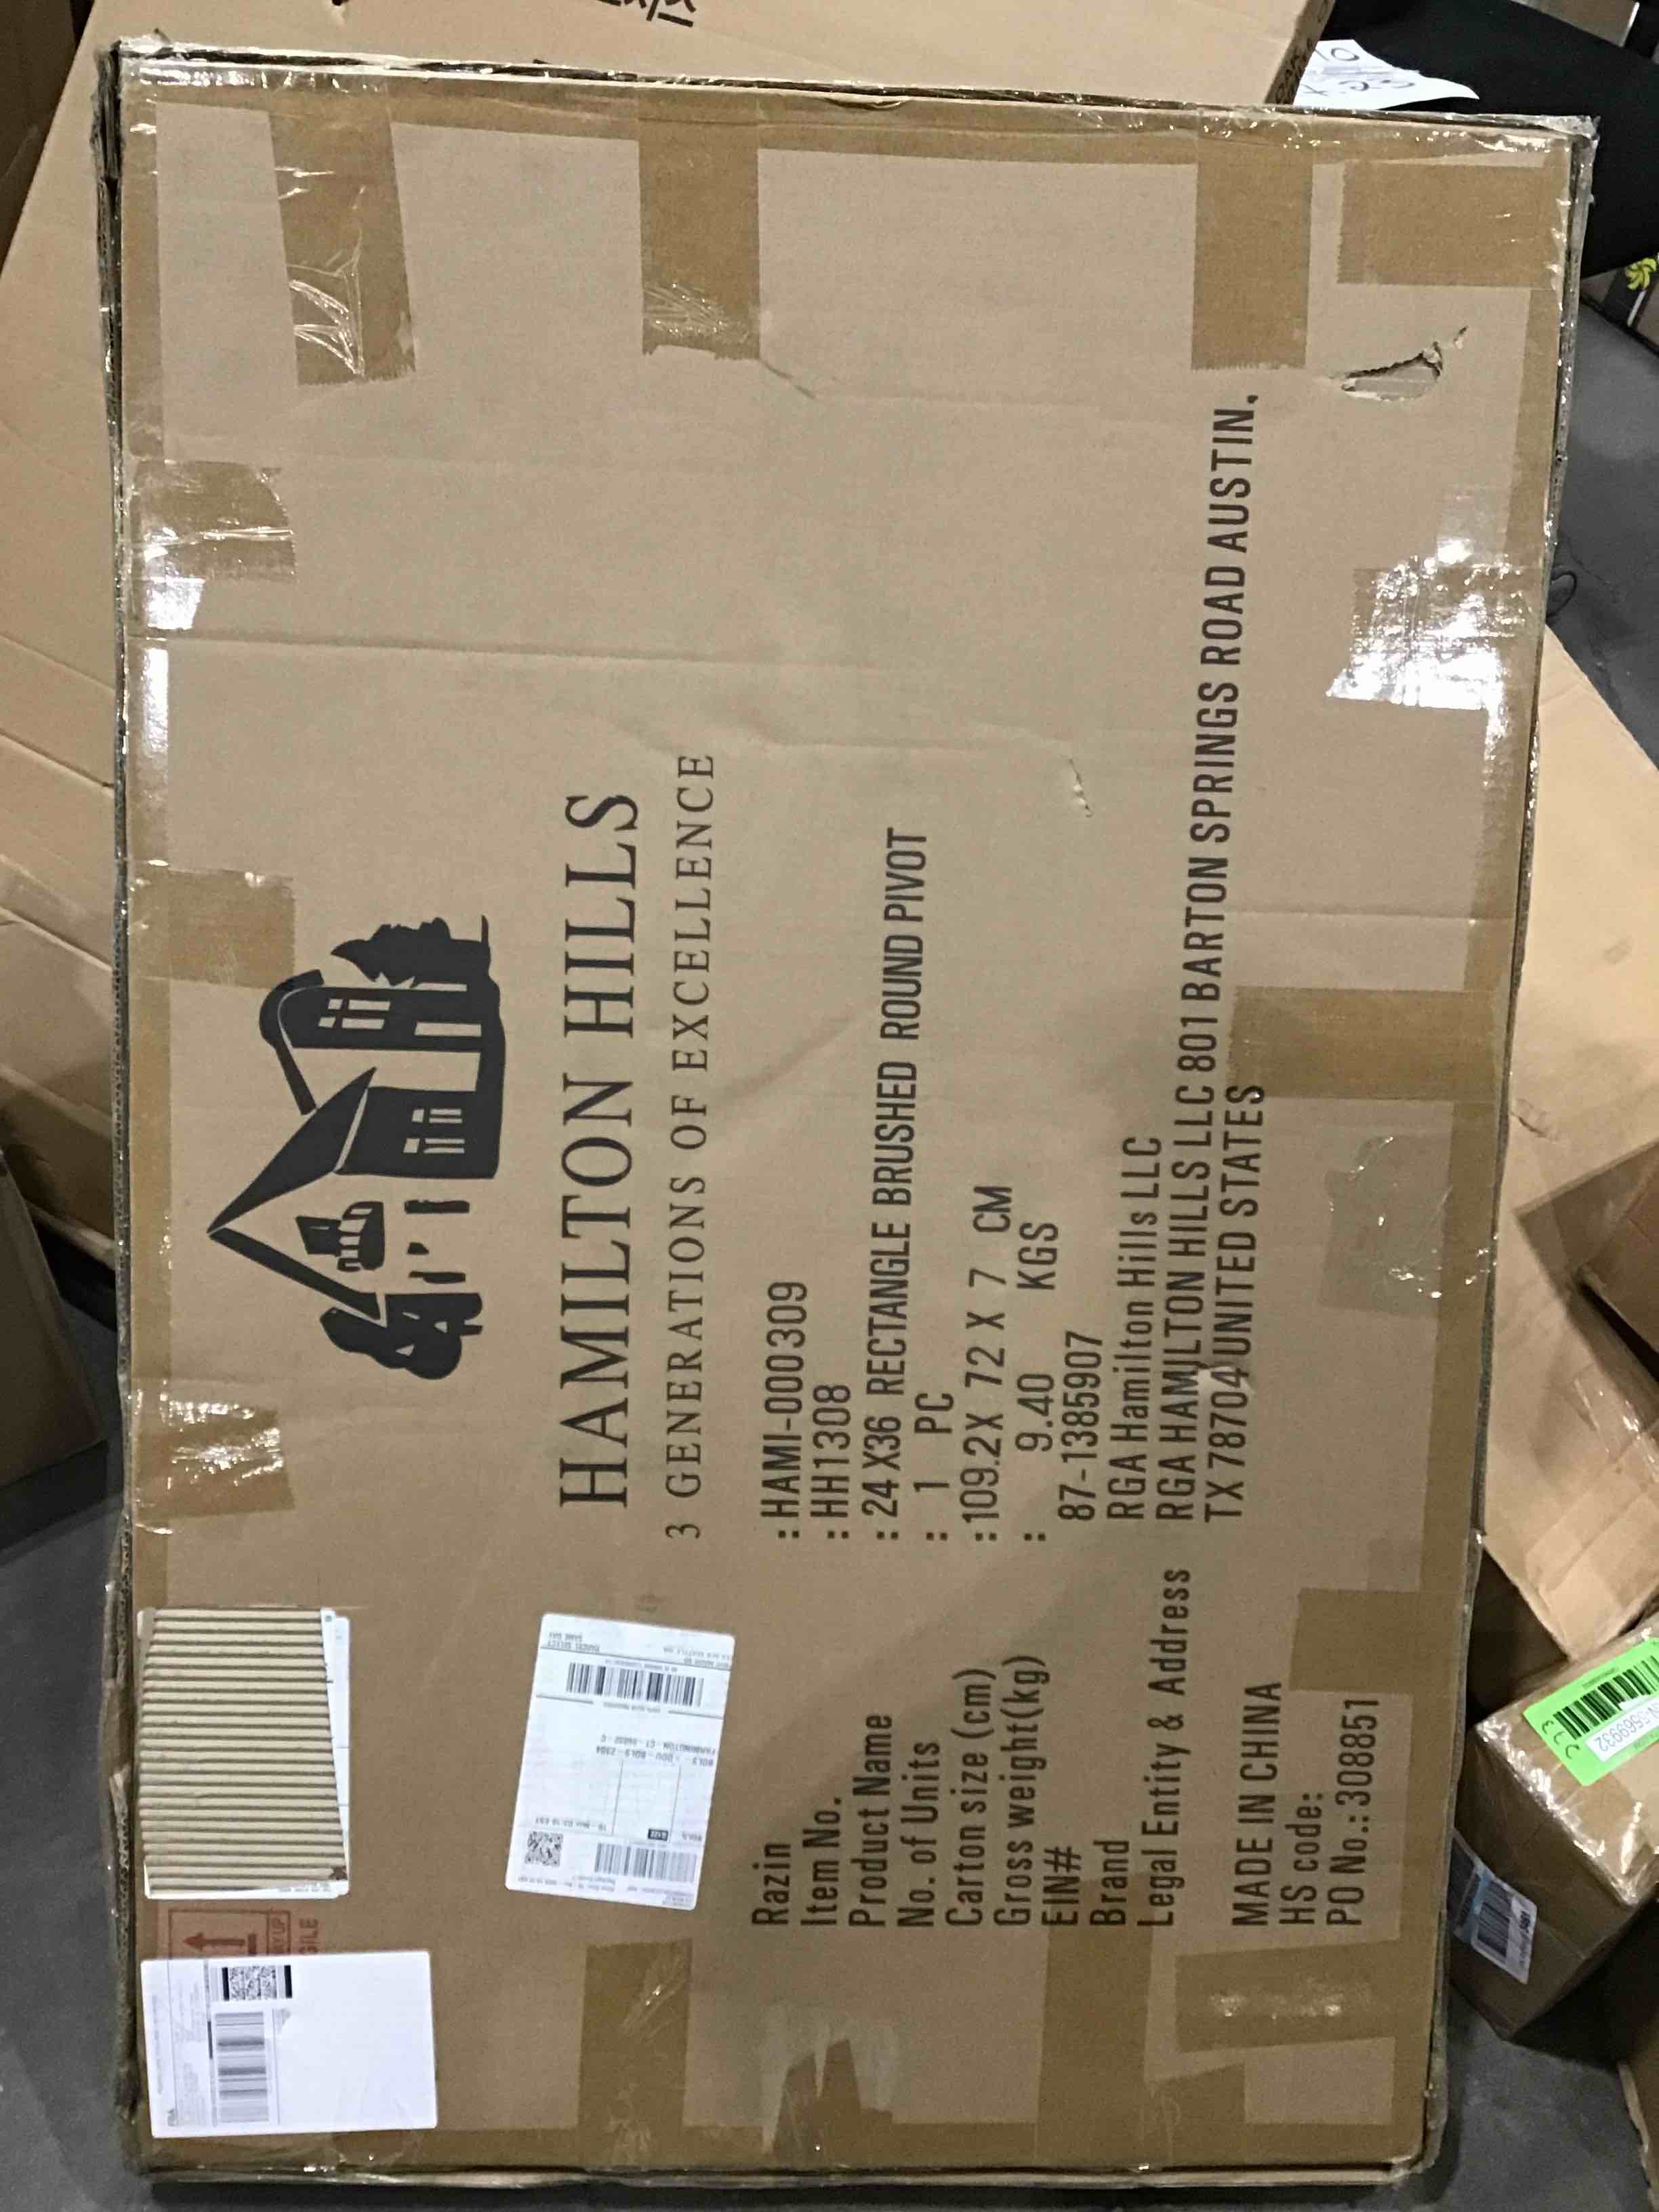 HAMILTON HILLS
3 GENERATIONS OF EXCELLENCE
Razin : HAMI-000309
Item No. : HH1308
Product Name : 24X36 RECTANGLE BRUSHED ROUND PIVOT
No. of Units : 1 PC
Carton size (cm) : 109.2X 72 X 7 CM
Gross weight(kg) : 9.40 KGS
EIN# 87-1385907
Brand RGA Hamilton Hills LLC
Legal Entity & Address RGA HAMILTON HILLS LLC 801 BARTON SPRINGS ROAD AUSTIN,
TX 78704 UNITED STATES
MADE IN CHINA
HS code:
PO No.: 308851